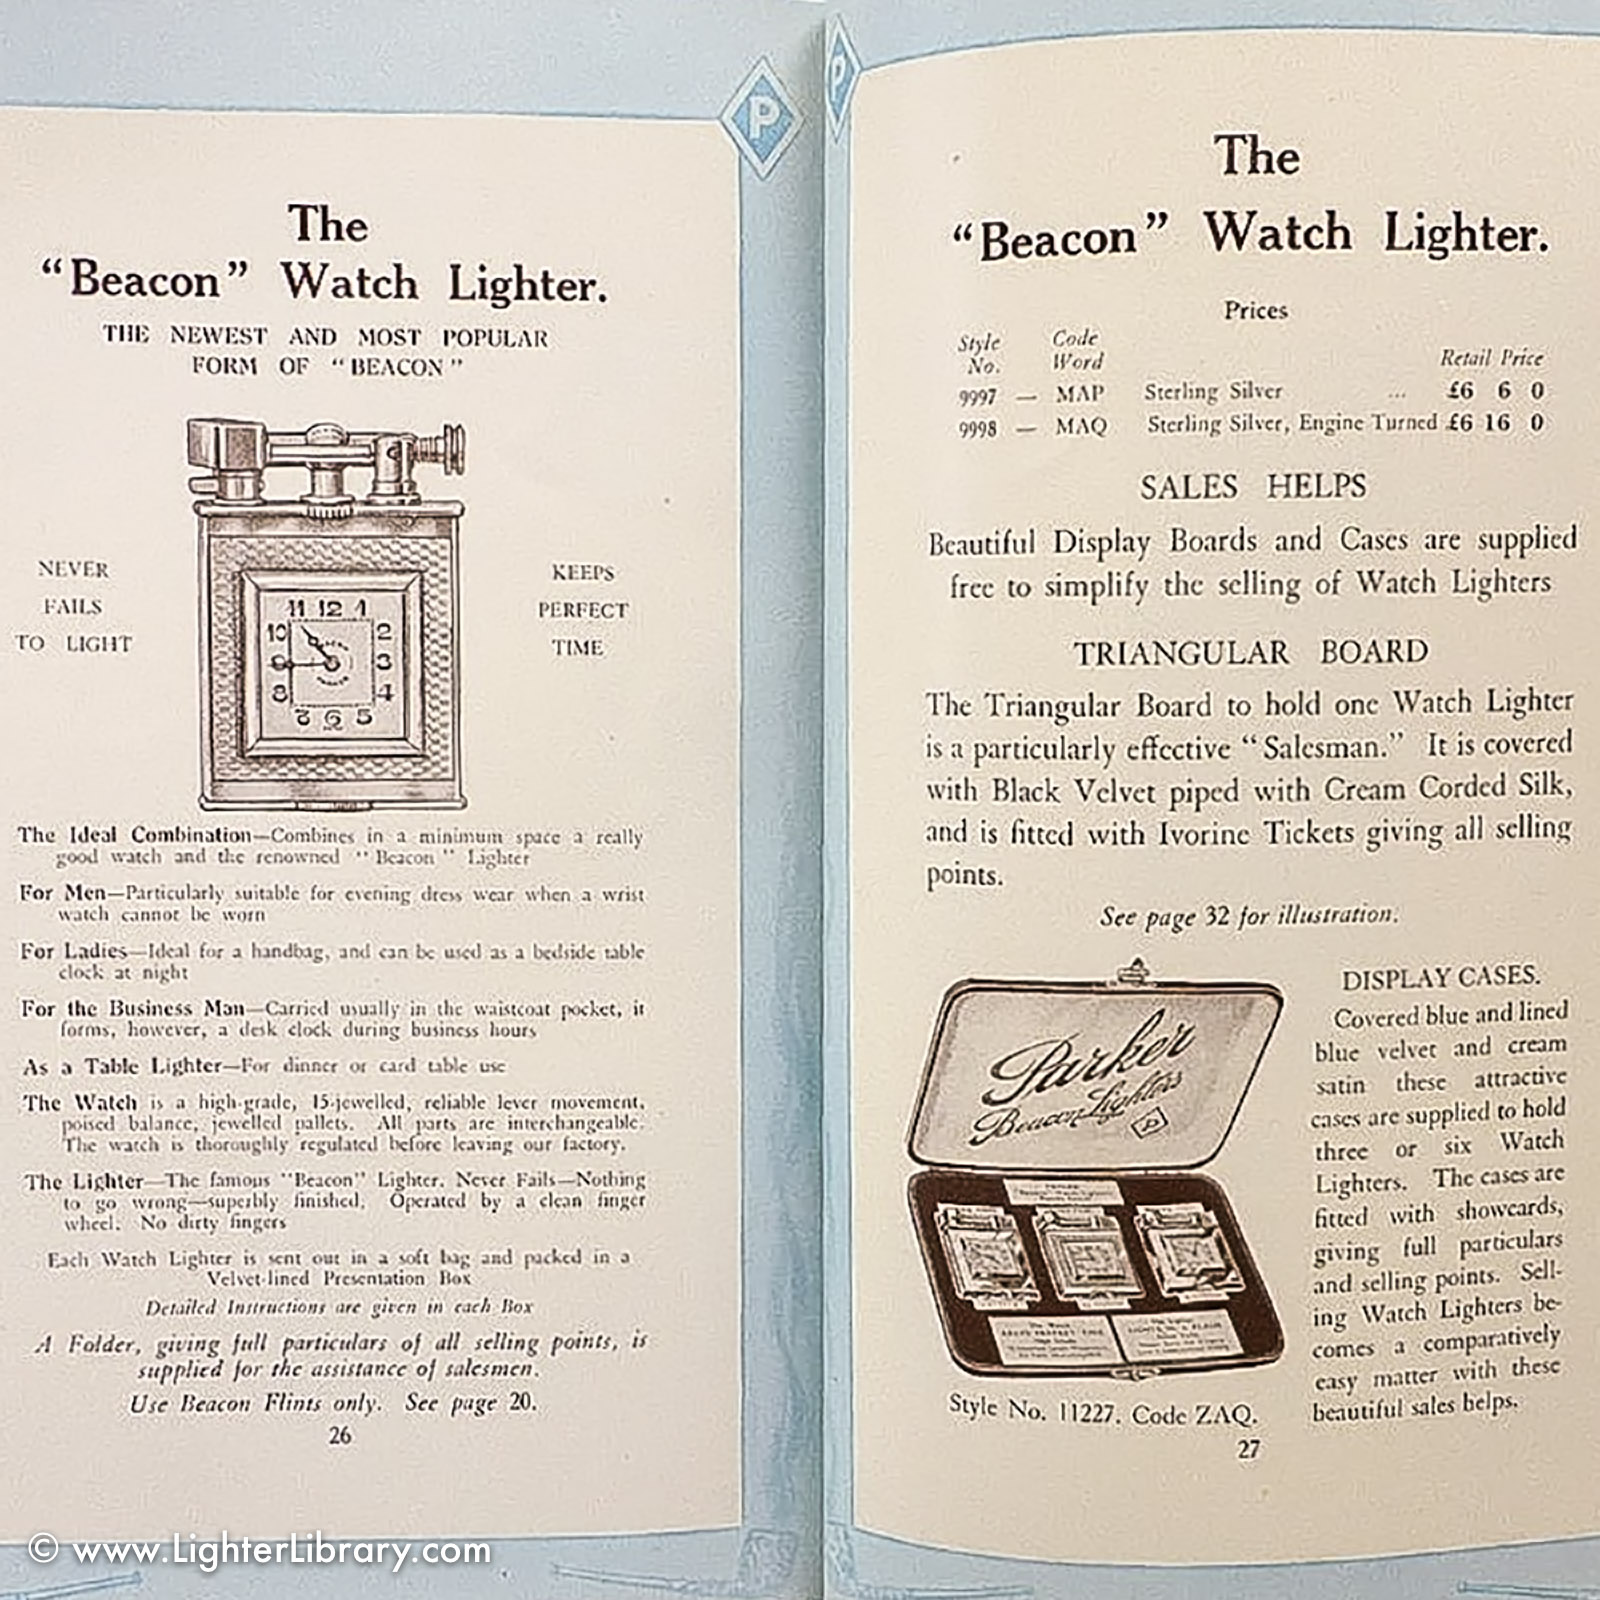 P
The
"Beacon" Watch Lighter.
THE NEWEST AND MOST POPULAR
FORM OF "BEACON"
NEVER
FAILS
TO LIGHT
11 12 1
10 2
9 3
8 4
7 6 5
KEEPS
PERFECT
TIME
The Ideal Combination—Combines in a minimum space a really
good watch and the renowned "Beacon" Lighter
For Men—Particularly suitable for evening dress wear when a wrist
watch cannot be worn
For Ladies—Ideal for a handbag, and can be used as a bedside table
clock at night
For the Business Man—Carried usually in the waistcoat pocket, it
forms, however, a desk clock during business hours
As a Table Lighter—For dinner or card table use
The Watch is a high-grade, 15-jewelled, reliable lever movement,
poised balance, jewelled pallets. All parts are interchangeable.
The watch is thoroughly regulated before leaving our factory.
The Lighter—The famous "Beacon" Lighter. Never Fails—Nothing
to go wrong—superbly finished. Operated by a clean finger
wheel. No dirty fingers
Each Watch Lighter is sent out in a soft bag and packed in a
Velvet-lined Presentation Box
Detailed Instructions are given in each Box
A Folder, giving full particulars of all selling points, is
supplied for the assistance of salesmen.
Use Beacon Flints only. See page 20.
26
P
The
"Beacon" Watch Lighter.
Prices
Style No. Code Word Retail Price
9997 — MAP Sterling Silver ... £6 6 0
9998 — MAQ Sterling Silver, Engine Turned £6 16 0
SALES HELPS
Beautiful Display Boards and Cases are supplied
free to simplify the selling of Watch Lighters
TRIANGULAR BOARD
The Triangular Board to hold one Watch Lighter
is a particularly effective "Salesman." It is covered
with Black Velvet piped with Cream Corded Silk,
and is fitted with Ivorine Tickets giving all selling
points.
See page 32 for illustration.
Parker
Beacon Lighters
P
Style No. 11227. Code ZAQ.
DISPLAY CASES.
Covered blue and lined
blue velvet and cream
satin these attractive
cases are supplied to hold
three or six Watch
Lighters. The cases are
fitted with showcards,
giving full particulars
and selling points. Sell-
ing Watch Lighters be-
comes a comparatively
easy matter with these
beautiful sales helps.
27
© www.LighterLibrary.com